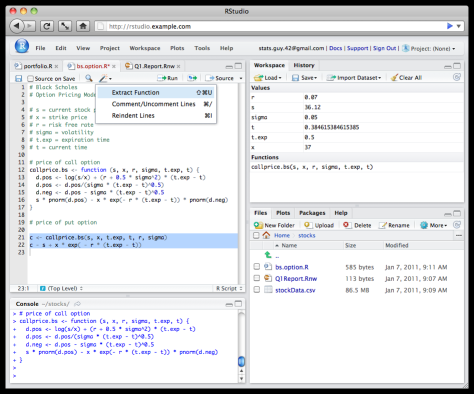 RStudio
http://rstudio.example.com
File Edit View Project Workspace Plots Tools Help
stats.guy.42@gmail.com | Docs | Support | Sign Out | Project: (None)
portfolio.R bs.option.R* Q1.Report.Rnw
Source on Save Run Source
Extract Function ⇧⌘U
Comment/Uncomment Lines ⌘/
Reindent Lines ⌘I
1 # Black Scholes
2 # Option Pricing Mode
3
4 # s = current stock p
5 # x = strike price
6 # r = risk free rate
7 # sigma = volatility
8 # t.exp = expiration time
9 # t = current time
10
11 # price of call option
12 callprice.bs <- function (s, x, r, sigma, t.exp, t) {
13 d.pos <- log(s/x) + (r + 0.5 * sigma^2) * (t.exp - t)
14 d.pos <- d.pos/(sigma * (t.exp - t)^0.5)
15 d.neg <- d.pos - sigma * (t.exp - t)^0.5
16 s * pnorm(d.pos) - x * exp(- r * (t.exp - t)) * pnorm(d.neg)
17 }
18
19 # price of put option
20
21 c <- callprice.bs(s, x, t.exp, t, r, sigma)
22 c - s + x * exp( - r * (t.exp - t))
23
23:1 (Top Level) R Script
Console ~/stocks/
> # price of call option
> callprice.bs <- function (s, x, r, sigma, t.exp, t) {
+ d.pos <- log(s/x) + (r + 0.5 * sigma^2) * (t.exp - t)
+ d.pos <- d.pos/(sigma * (t.exp - t)^0.5)
+ d.neg <- d.pos - sigma * (t.exp - t)^0.5
+ s * pnorm(d.pos) - x * exp(- r * (t.exp - t)) * pnorm(d.neg)
+ }
>
>
Workspace History
Load Save Import Dataset Clear All
Values
r 0.07
s 36.12
sigma 0.05
t 0.384615384615385
t.exp 0.5
x 37
Functions
callprice.bs(s, x, r, sigma, t.exp, t)
Files Plots Packages Help
New Folder Upload Delete Rename More
Home stocks
Name Size Modified
..
bs.option.R 585 bytes Jan 7, 2011, 9:11 AM
Q1Report.Rnw 113 bytes Jan 7, 2011, 9:07 AM
stockData.csv 86.5 MB Jan 7, 2011, 9:09 AM